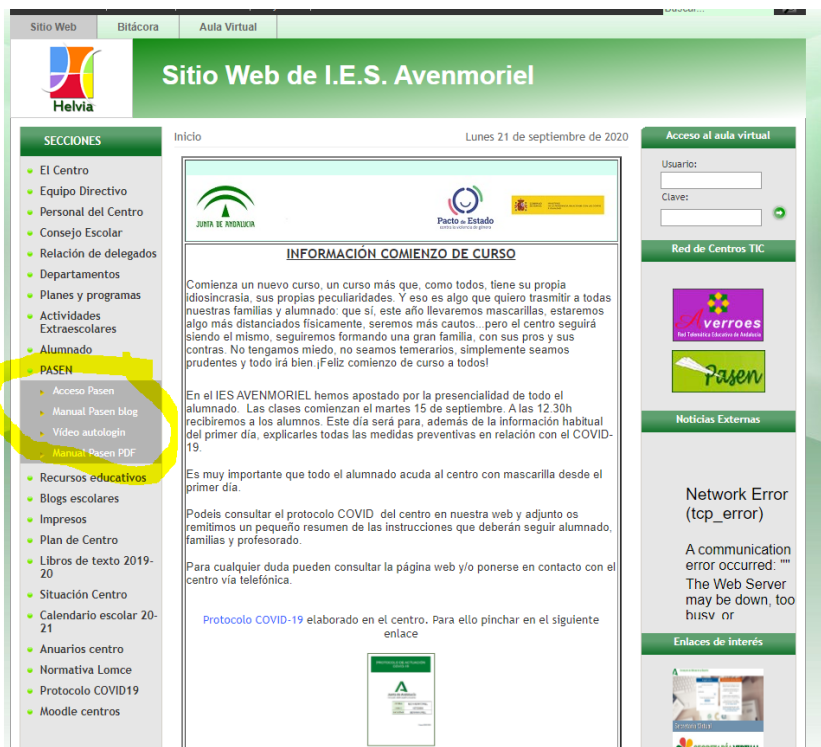 Buscar...
Sitio Web
Bitácora
Aula Virtual
Helvia
Sitio Web de I.E.S. Avenmoriel
SECCIONES
El Centro
Equipo Directivo
Personal del Centro
Consejo Escolar
Relación de delegados
Departamentos
Planes y programas
Actividades
Extraescolares
Alumnado
PASEN
Acceso Pasen
Manual Pasen blog
Vídeo autologin
Manual Pasen PDF
Recursos educativos
Blogs escolares
Impresos
Plan de Centro
Libros de texto 2019-
20
Situación Centro
Calendario escolar 20-
21
Anuarios centro
Normativa Lomce
Protocolo COVID19
Moodle centros
Inicio
Lunes 21 de septiembre de 2020
JUNTA DE ANDALUCIA
Pacto de Estado
contra la violencia de género
INFORMACIÓN COMIENZO DE CURSO
Comienza un nuevo curso, un curso más que, como todos, tiene su propia
idiosincrasia, sus propias peculiaridades. Y eso es algo que quiero trasmitir a todas
nuestras familias y alumnado: que sí, este año llevaremos mascarillas, estaremos
algo más distanciados físicamente, seremos más cautos...pero el centro seguirá
siendo el mismo, seguiremos formando una gran familia, con sus pros y sus
contras. No tengamos miedo, no seamos temerarios, simplemente seamos
prudentes y todo irá bien.¡Feliz comienzo de curso a todos!
En el IES AVENMORIEL hemos apostado por la presencialidad de todo el
alumnado. Las clases comienzan el martes 15 de septiembre. A las 12.30h
recibiremos a los alumnos. Este día será para, además de la información habitual
del primer día, explicarles todas las medidas preventivas en relación con el COVID-
19.
Es muy importante que todo el alumnado acuda al centro con mascarilla desde el
primer día.
Podeis consultar el protocolo COVID del centro en nuestra web y adjunto os
remitimos un pequeño resumen de las instrucciones que deberán seguir alumnado,
familias y profesorado.
Para cualquier duda pueden consultar la página web y/o ponerse en contacto con el
centro vía telefónica.
Protocolo COVID-19 elaborado en el centro. Para ello pinchar en el siguiente
enlace
Acceso al aula virtual
Usuario:
Clave:
Red de Centros TIC
Averroes
Red Telemática Educativa de Andalucía
Pasen
Noticias Externas
Network Error
(tcp_error)
A communication
error occurred: ""
The Web Server
may be down, too
busy, or
Enlaces de interés
Secretaría Virtual